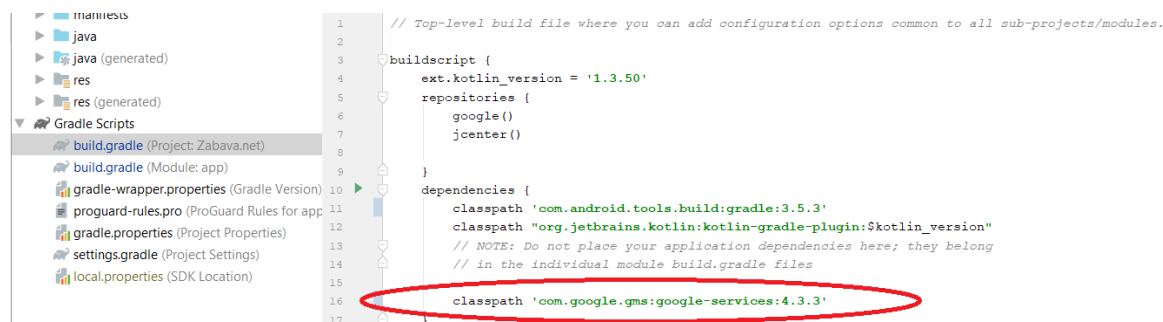 manifests
java
java (generated)
res
res (generated)
Gradle Scripts
build.gradle (Project: Zabava.net)
build.gradle (Module: app)
gradle-wrapper.properties (Gradle Version)
proguard-rules.pro (ProGuard Rules for app
gradle.properties (Project Properties)
settings.gradle (Project Settings)
local.properties (SDK Location)
1 // Top-level build file where you can add configuration options common to all sub-projects/modules.
2
3 buildscript {
4 ext.kotlin_version = '1.3.50'
5 repositories {
6 google()
7 jcenter()
8
9 }
10 dependencies {
11 classpath 'com.android.tools.build:gradle:3.5.3'
12 classpath "org.jetbrains.kotlin:kotlin-gradle-plugin:$kotlin_version"
13 // NOTE: Do not place your application dependencies here; they belong
14 // in the individual module build.gradle files
15
16 classpath 'com.google.gms:google-services:4.3.3'
17 }